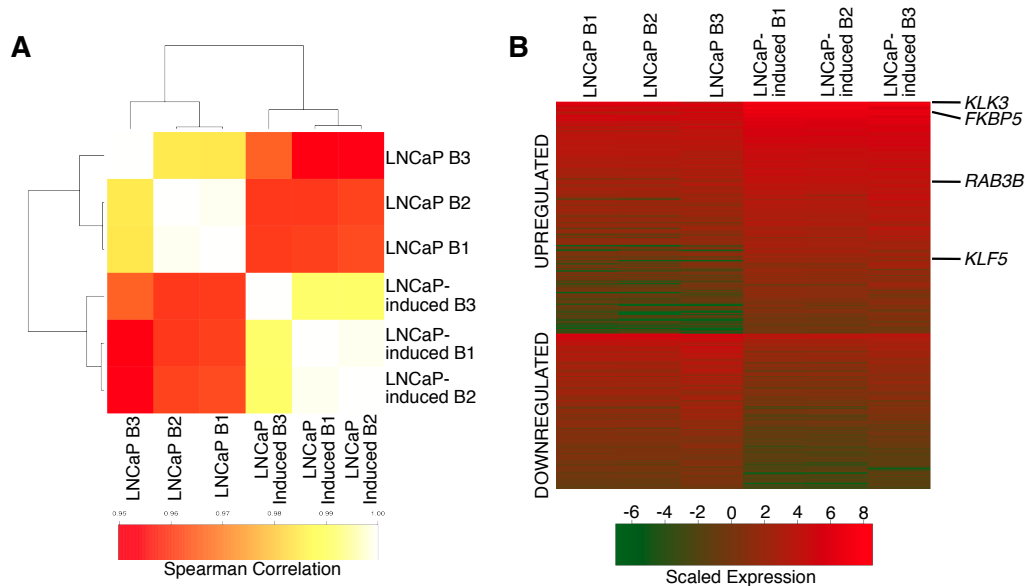 A
LNCaP B3
LNCaP B2
LNCaP B1
LNCaP-
induced B3
LNCaP-
induced B1
LNCaP-
induced B2
LNCaP B3
LNCaP B2
LNCaP B1
LNCaP
Induced B3
LNCaP
Induced B1
LNCaP
Induced B2
0.95 0.96 0.97 0.98 0.99 1.00
Spearman Correlation
B
LNCaP B1
LNCaP B2
LNCaP B3
LNCaP-
induced B1
LNCaP-
induced B2
LNCaP-
induced B3
UPREGULATED
DOWNREGULATED
KLK3
FKBP5
RAB3B
KLF5
-6 -4 -2 0 2 4 6 8
Scaled Expression